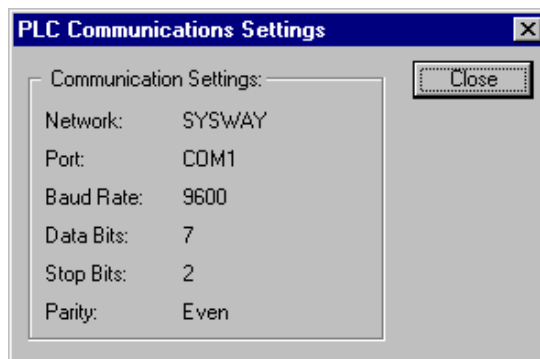 PLC Communications Settings
Communication Settings:
Close
Network: SYSWAY
Port: COM1
Baud Rate: 9600
Data Bits: 7
Stop Bits: 2
Parity: Even